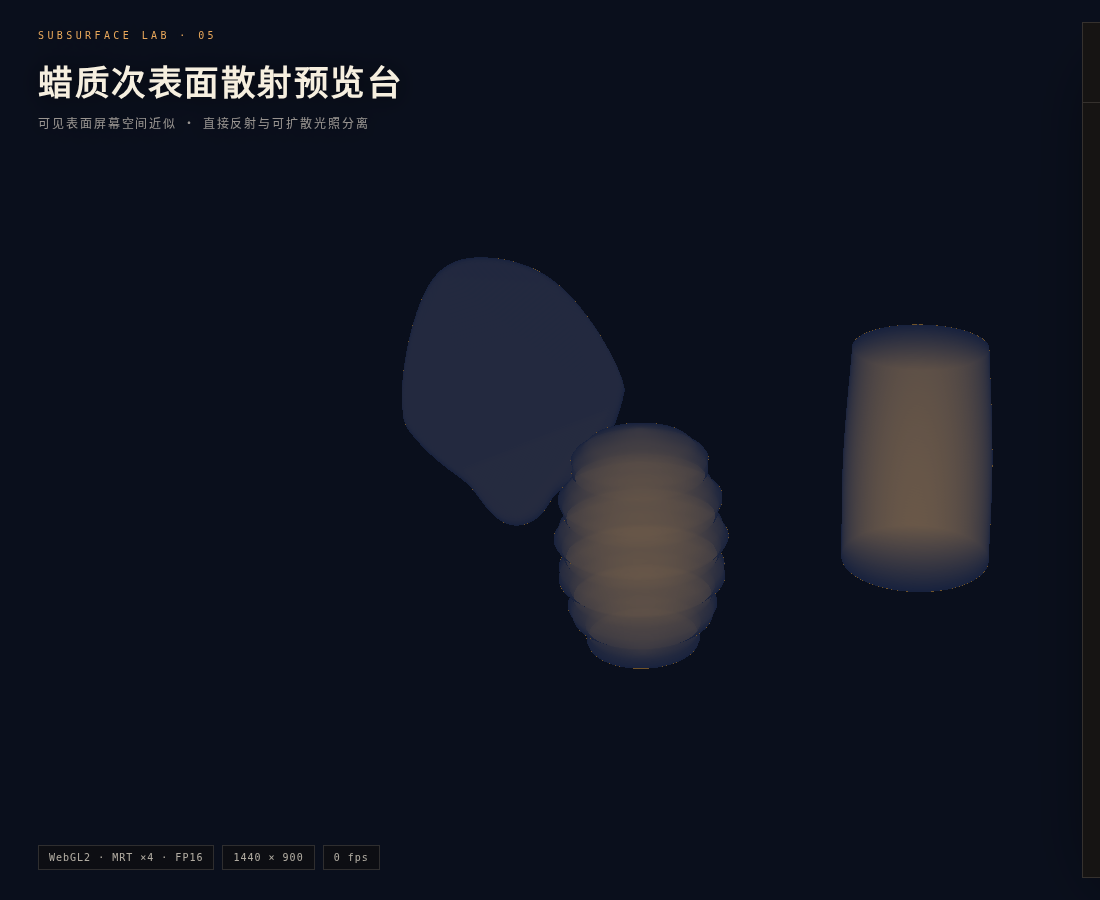 SUBSURFACE LAB · 05
蜡质次表面散射预览台
可见表面屏幕空间近似 · 直接反射与可扩散光照分离
WebGL2 · MRT ×4 · FP16
1440 × 900
0 fps